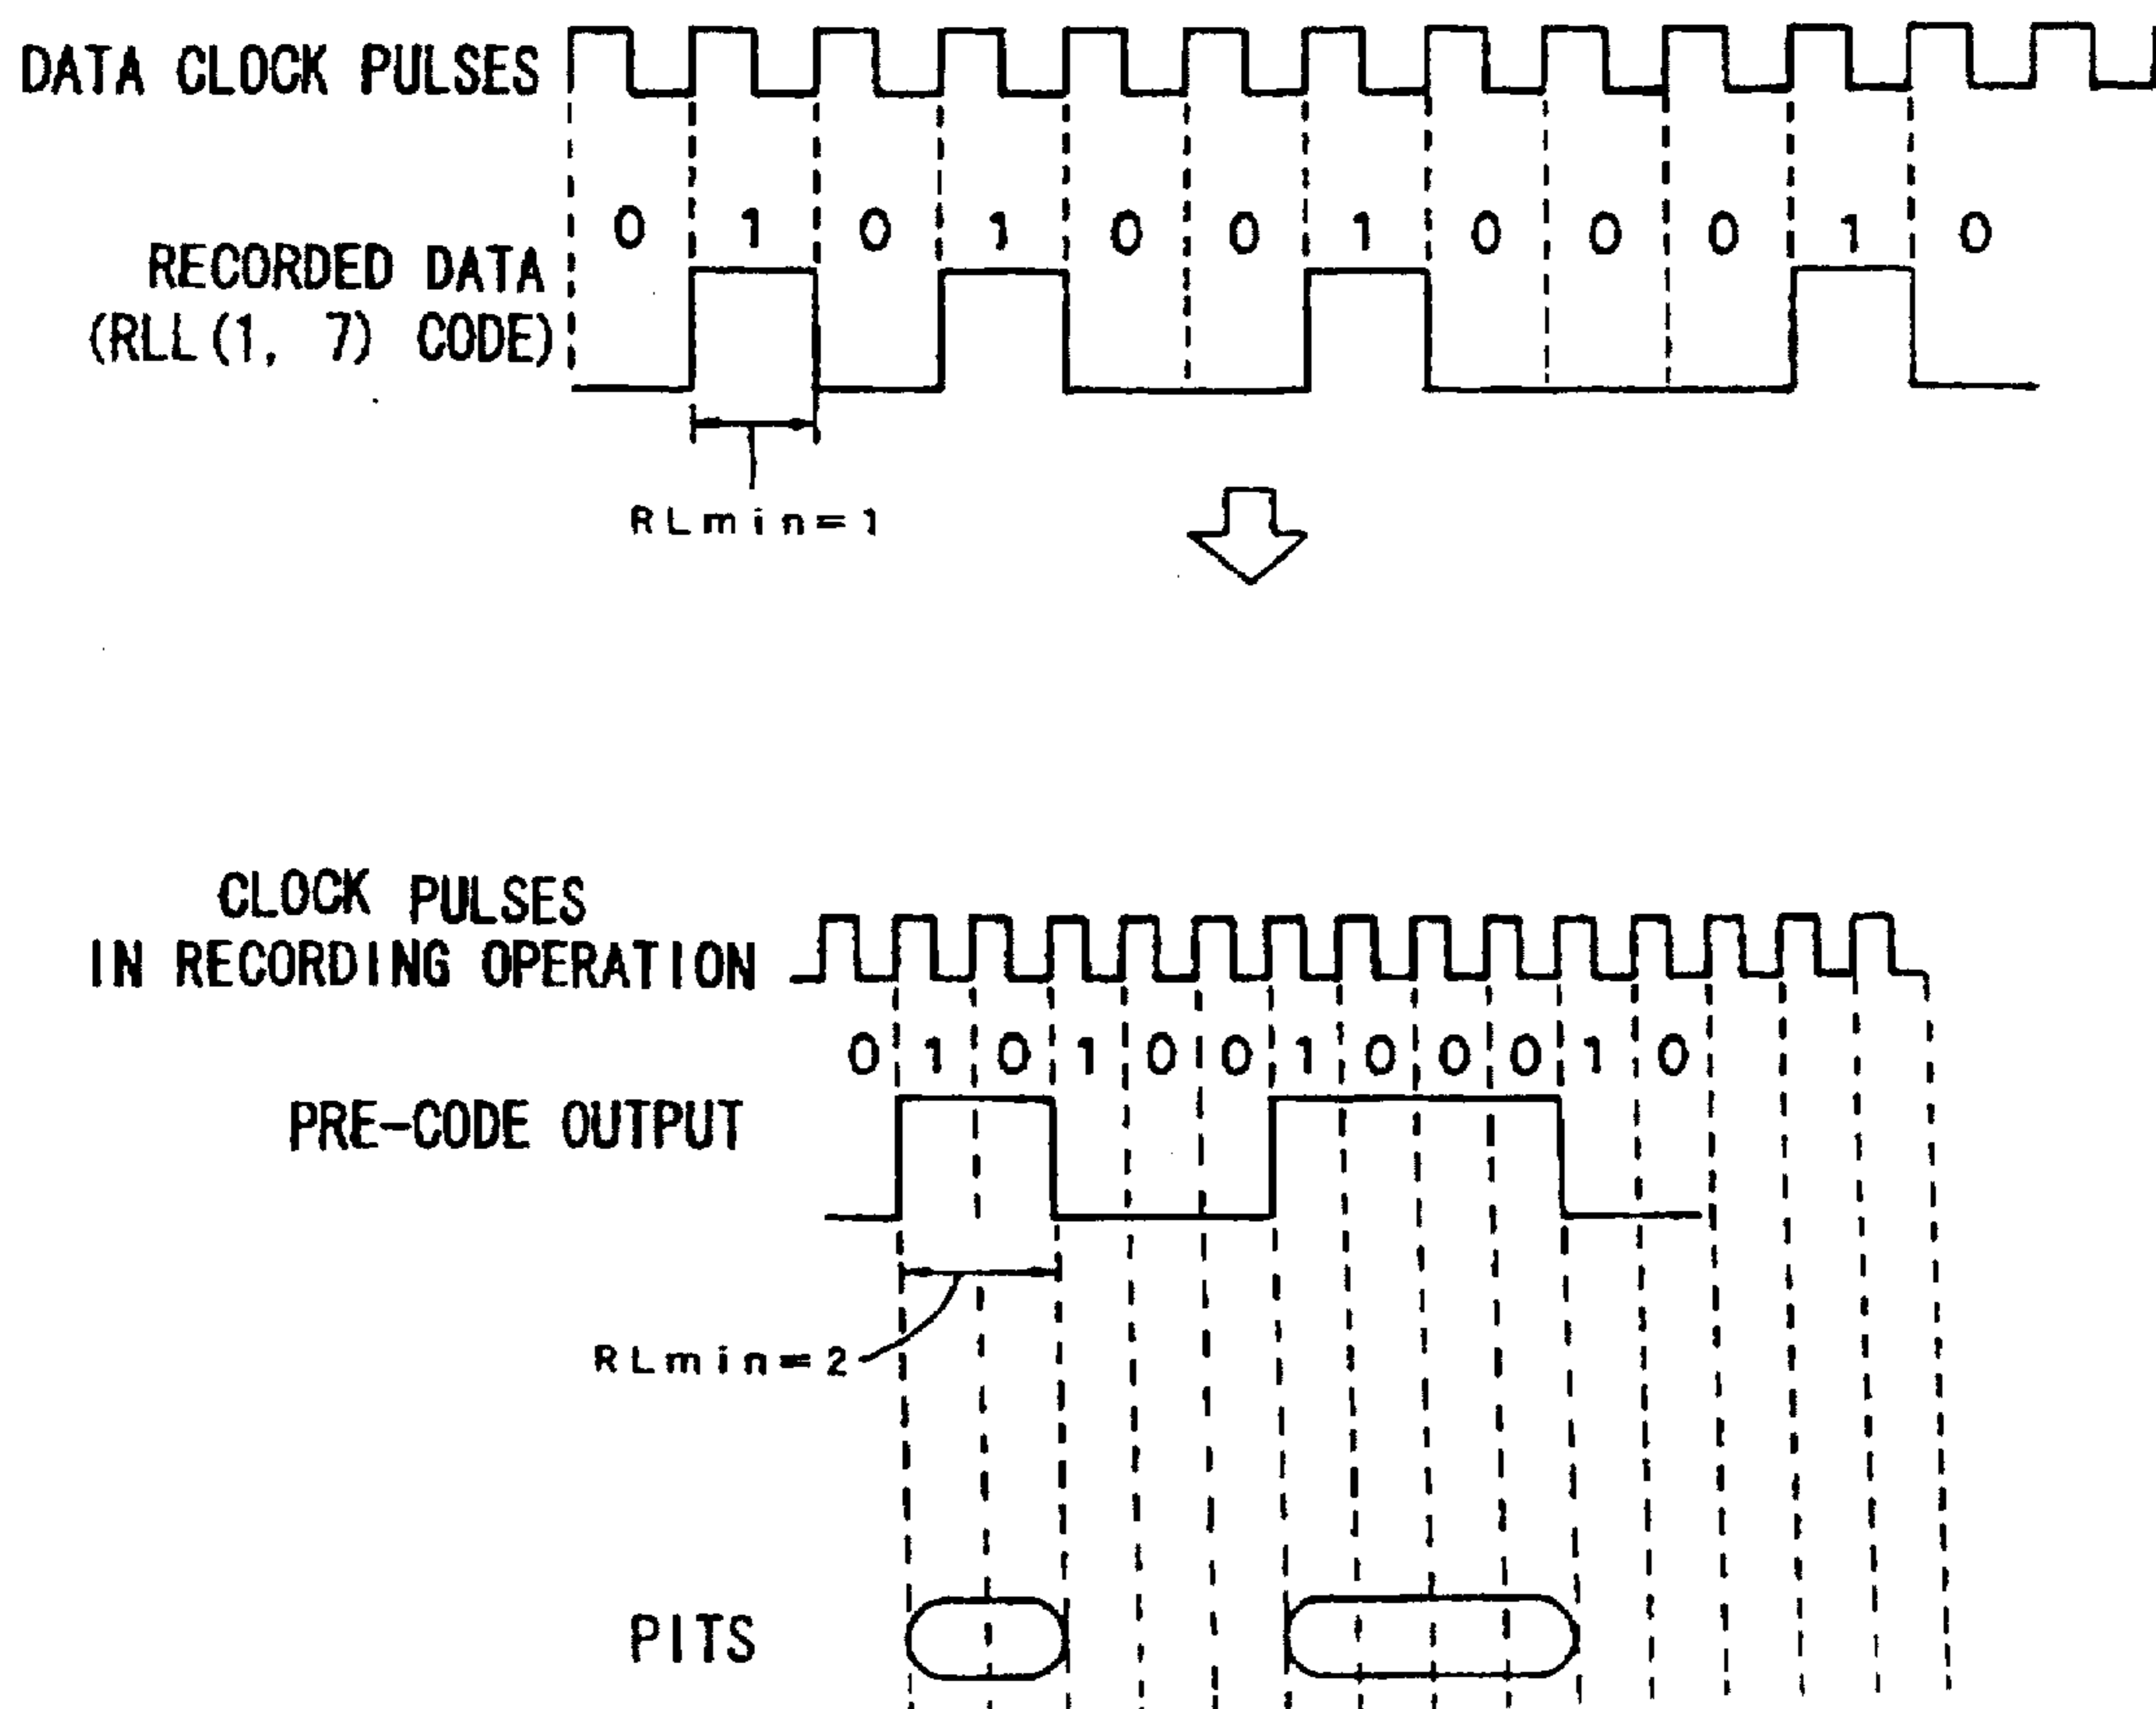 DATA CLOCK PULSES
0 1 0 1 0 0 1 0 0 0 1 0
RECORDED DATA
(RLL(1, 7) CODE)
RLmin=1
CLOCK PULSES
IN RECORDING OPERATION
0 1 0 1 0 0 1 0 0 0 1 0
PRE-CODE OUTPUT
RLmin=2
PITS